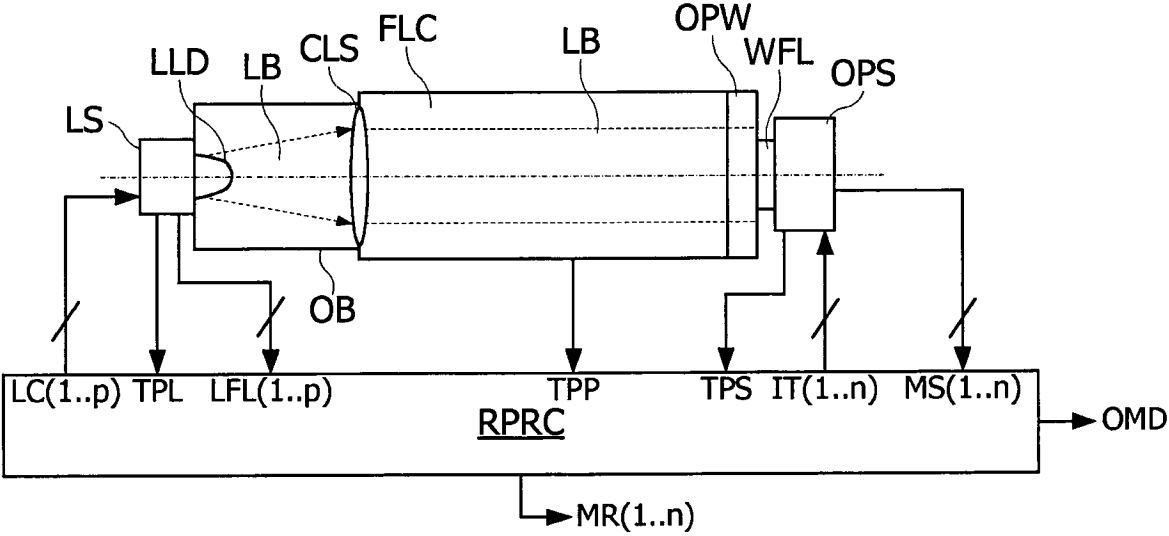 OPW
FLC
LB
WFL
CLS
LLD
LB
OPS
LS
OB
LC(1..p) TPL LFL(1..p) TPP TPS IT(1..n) MS(1..n)
RPRC
OMD
MR(1..n)